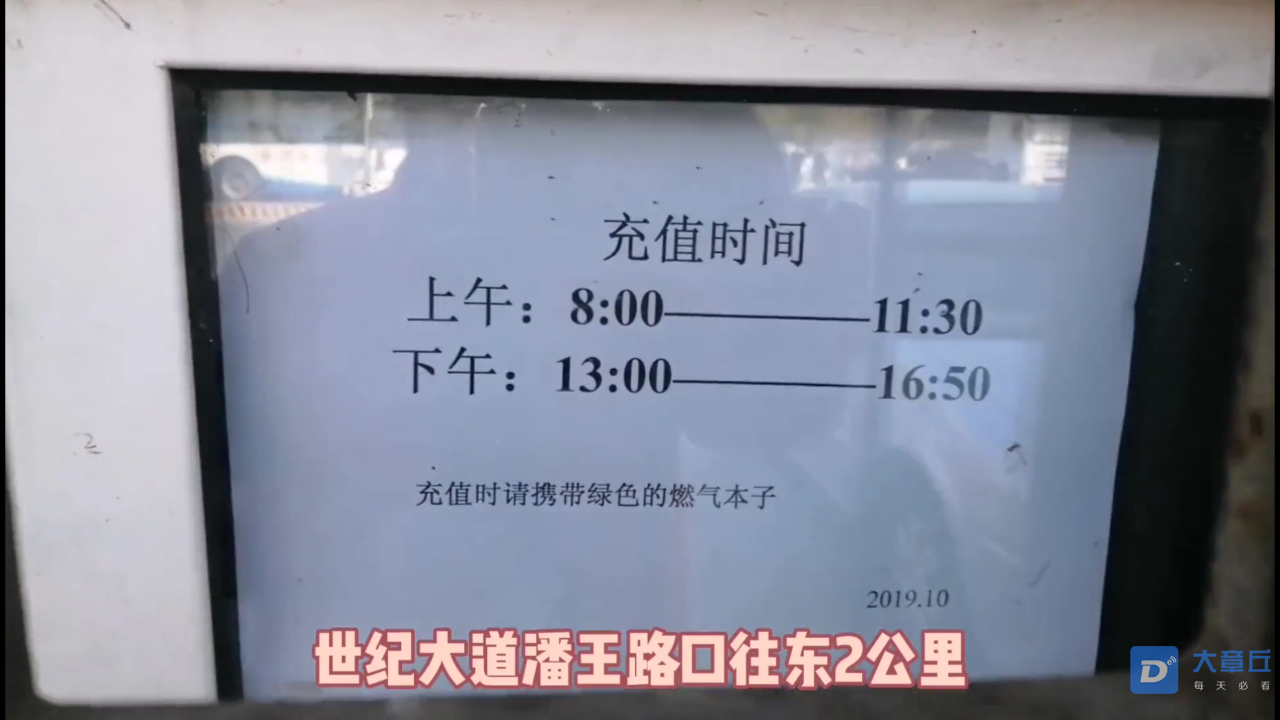 充值时间
上午：8:00————11:30
下午：13:00————16:50
充值时请携带绿色的燃气本子
2019.10
世纪大道潘王路口往东2公里
大章丘
每天必看